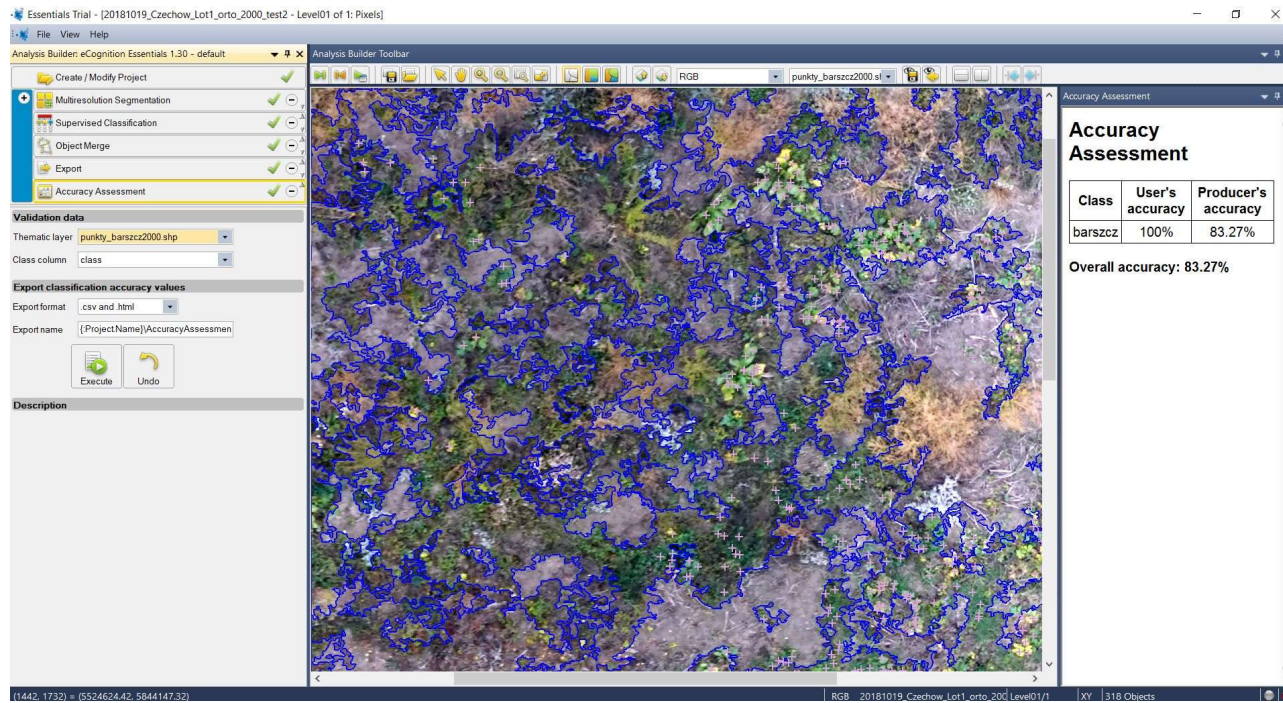 Essentials Trial - [20181019_Czechow_Lot1_orto_2000_test2 - Level01 of 1: Pixels]
File View Help
Analysis Builder: eCognition Essentials 1.30 - default
Analysis Builder Toolbar
Create / Modify Project
RGB
punkty_barszcz2000.sl
Multiresolution Segmentation
Supervised Classification
Object Merge
Export
Accuracy Assessment
Validation data
Thematic layer punkty_barszcz2000.shp
Class column class
Export classification accuracy values
Export format .csv and .html
Export name {:Project.Name}\AccuracyAssessmen
Execute Undo
Description
Accuracy Assessment
Accuracy
Assessment
Class User's accuracy Producer's accuracy
barszcz 100% 83.27%
Overall accuracy: 83.27%
(1442, 1732) = (5524624.42, 5844147.32)
RGB 20181019_Czechow_Lot1_orto_200 Level01/1 XY 318 Objects